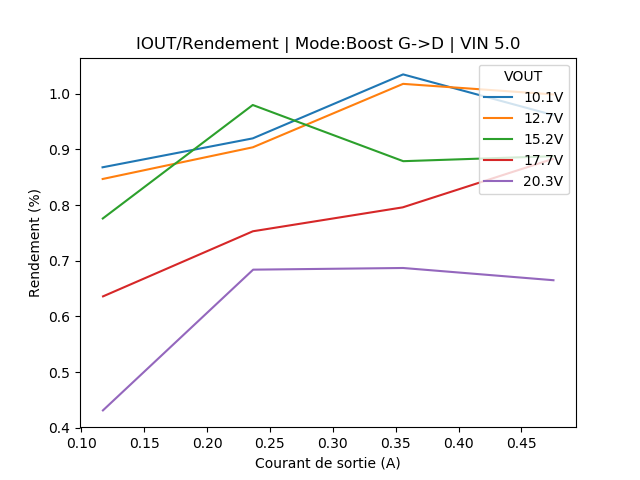 IOUT/Rendement | Mode:Boost G->D | VIN 5.0
VOUT
10.1V
12.7V
15.2V
17.7V
20.3V
Rendement (%)
1.0
0.9
0.8
0.7
0.6
0.5
0.4
0.10 0.15 0.20 0.25 0.30 0.35 0.40 0.45
Courant de sortie (A)